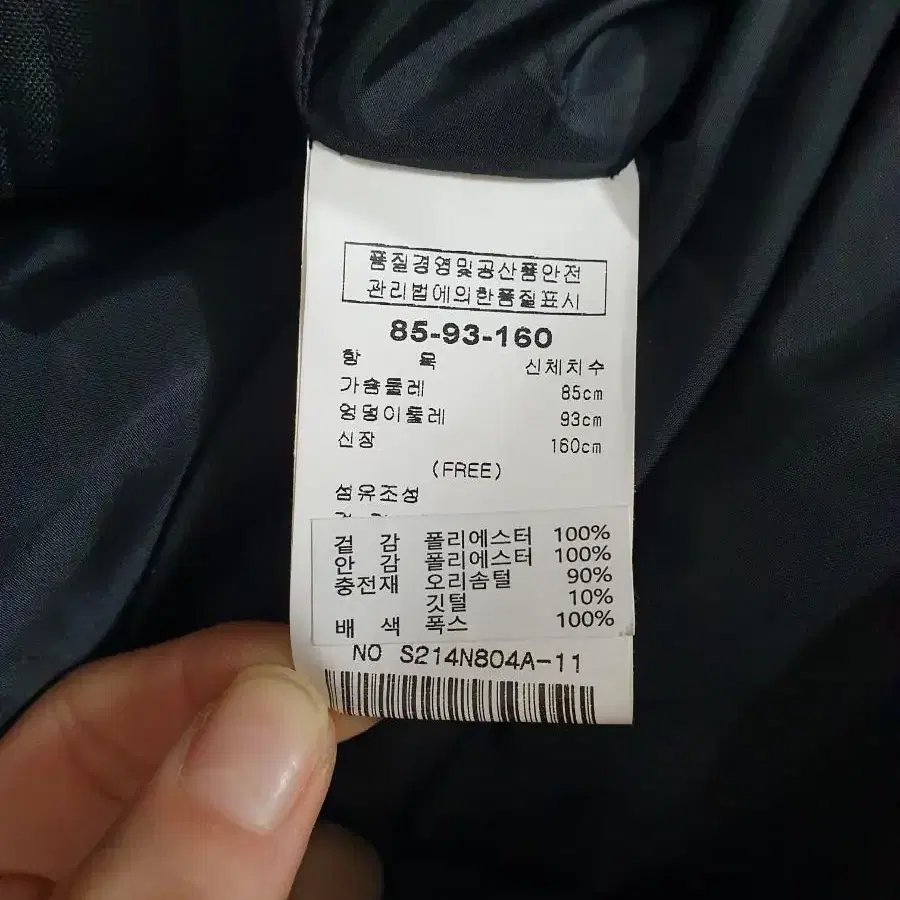 품질경영및공산품안전
관리법에의한품질표시
85-93-160
항 목 신체치수
가슴둘레 85cm
엉덩이둘레 93cm
신장 160cm
(FREE)
섬유조성
겉 감 폴리에스터 100%
안 감 폴리에스터 100%
충전재 오리솜털 90%
깃털 10%
배 색 폭스 100%
NO S214N804A-11